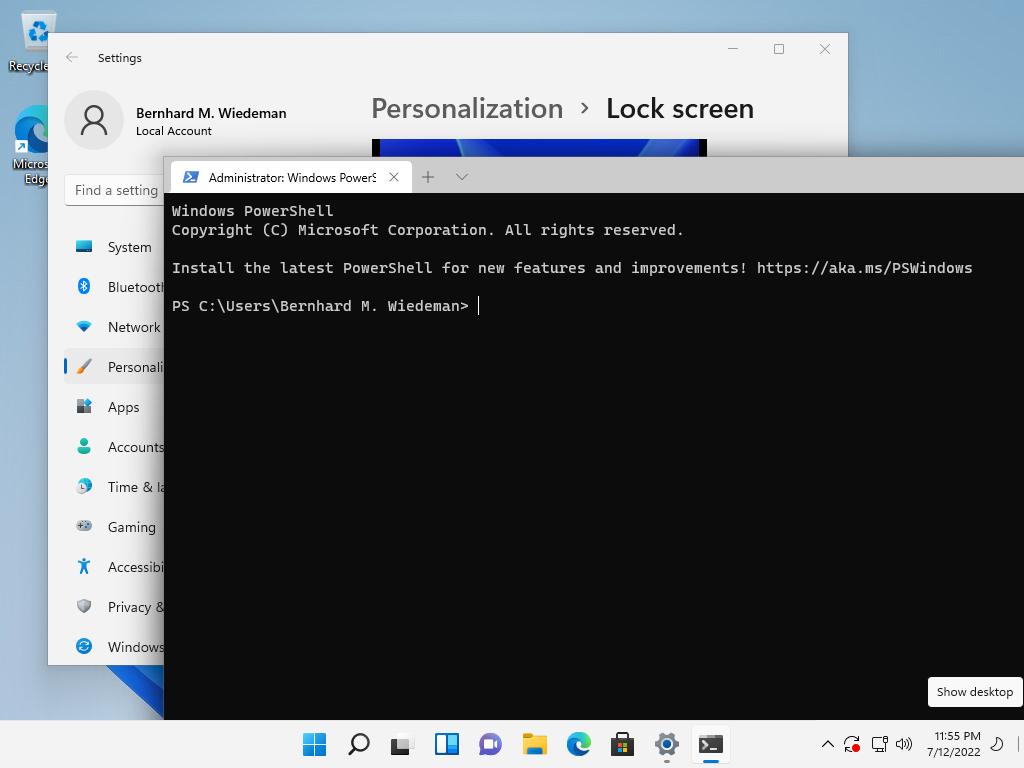 Recycle
Micros
Edge
Settings
Bernhard M. Wiedeman
Local Account
Find a setting
System
Bluetooth
Network
Personali
Apps
Accounts
Time & la
Gaming
Accessibi
Privacy &
Windows
Personalization > Lock screen
Administrator: Windows PowerS
Windows PowerShell
Copyright (C) Microsoft Corporation. All rights reserved.
Install the latest PowerShell for new features and improvements! https://aka.ms/PSWindows
PS C:\Users\Bernhard M. Wiedeman>
Show desktop
11:55 PM
7/12/2022